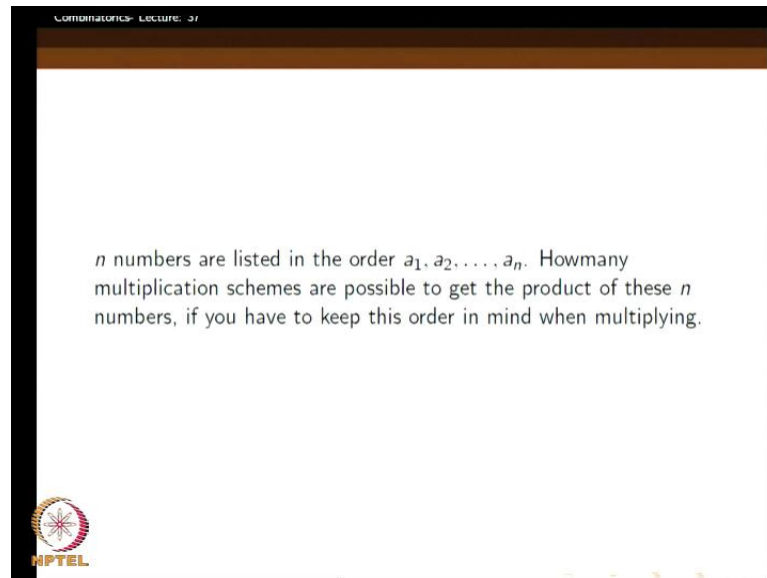 Combinatorics- Lecture: 37
n numbers are listed in the order a₁, a₂, . . . , aₙ. Howmany
multiplication schemes are possible to get the product of these n
numbers, if you have to keep this order in mind when multiplying.
NPTEL